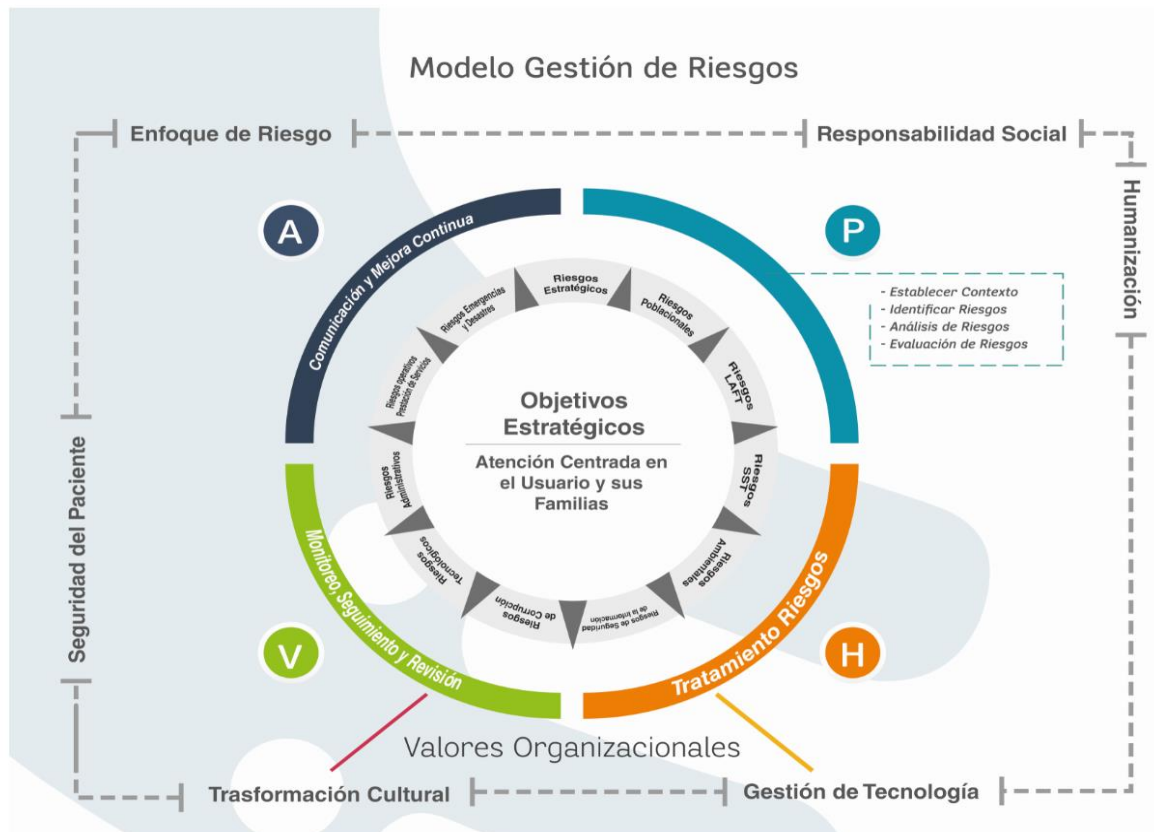 Modelo Gestión de Riesgos
Enfoque de Riesgo
Responsabilidad Social
Humanización
Seguridad del Paciente
A
P
Comunicación y Mejora Continua
- Establecer Contexto
- Identificar Riesgos
- Análisis de Riesgos
- Evaluación de Riesgos
Riesgos
Estratégicos
Riesgos
Poblacionales
Riesgos
LAFT
Riesgos
SST
Riesgos
Ambientales
Riesgos de Seguridad
de la Información
Riesgos
de Corrupción
Riesgos
Tecnológicos
Riesgos
Administrativos
Riesgos operativos
Prestación de Servicios
Riesgos Emergencias
y Desastres
Objetivos
Estratégicos
Atención Centrada en
el Usuario y sus
Familias
Monitoreo, Seguimiento y Revisión
Tratamiento Riesgos
V
H
Valores Organizacionales
Trasformación Cultural
Gestión de Tecnología